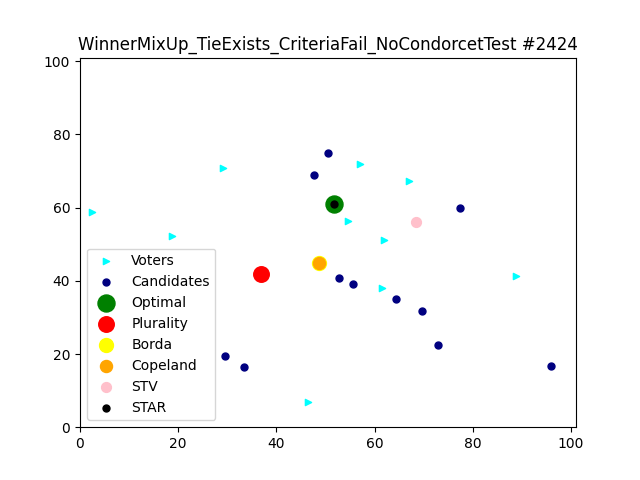 WinnerMixUp_TieExists_CriteriaFail_NoCondorcetTest #2424
100
80
60
40
20
0
Voters
Candidates
Optimal
Plurality
Borda
Copeland
STV
STAR
0 20 40 60 80 100